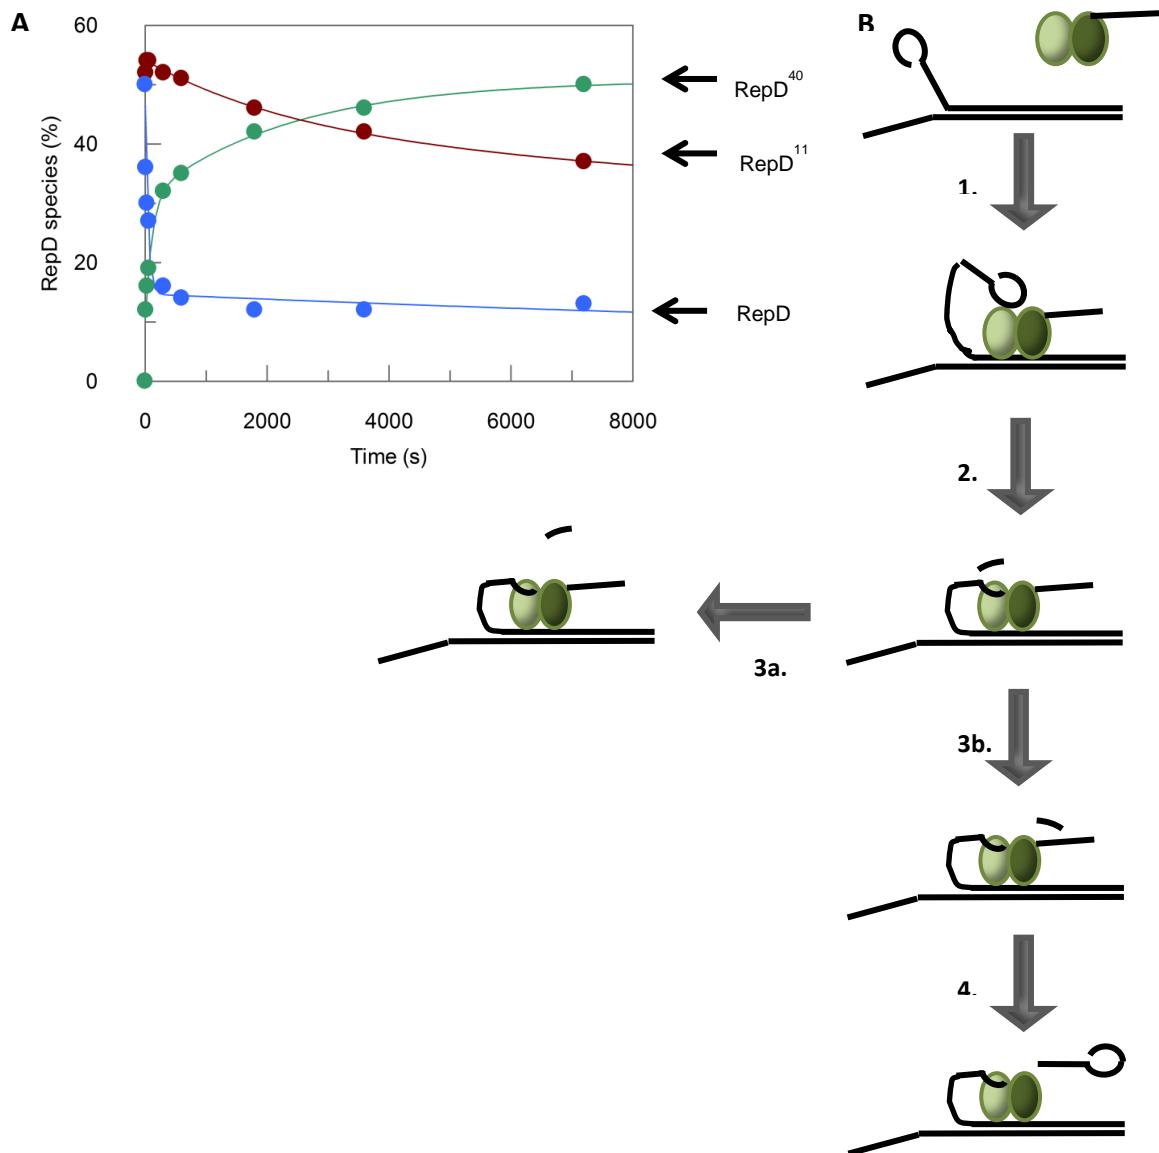 A
B
60
40
20
0
RepD species (%)
0 2000 4000 6000 8000
Time (s)
RepD40
RepD11
RepD
1.
2.
3a.
3b.
4.